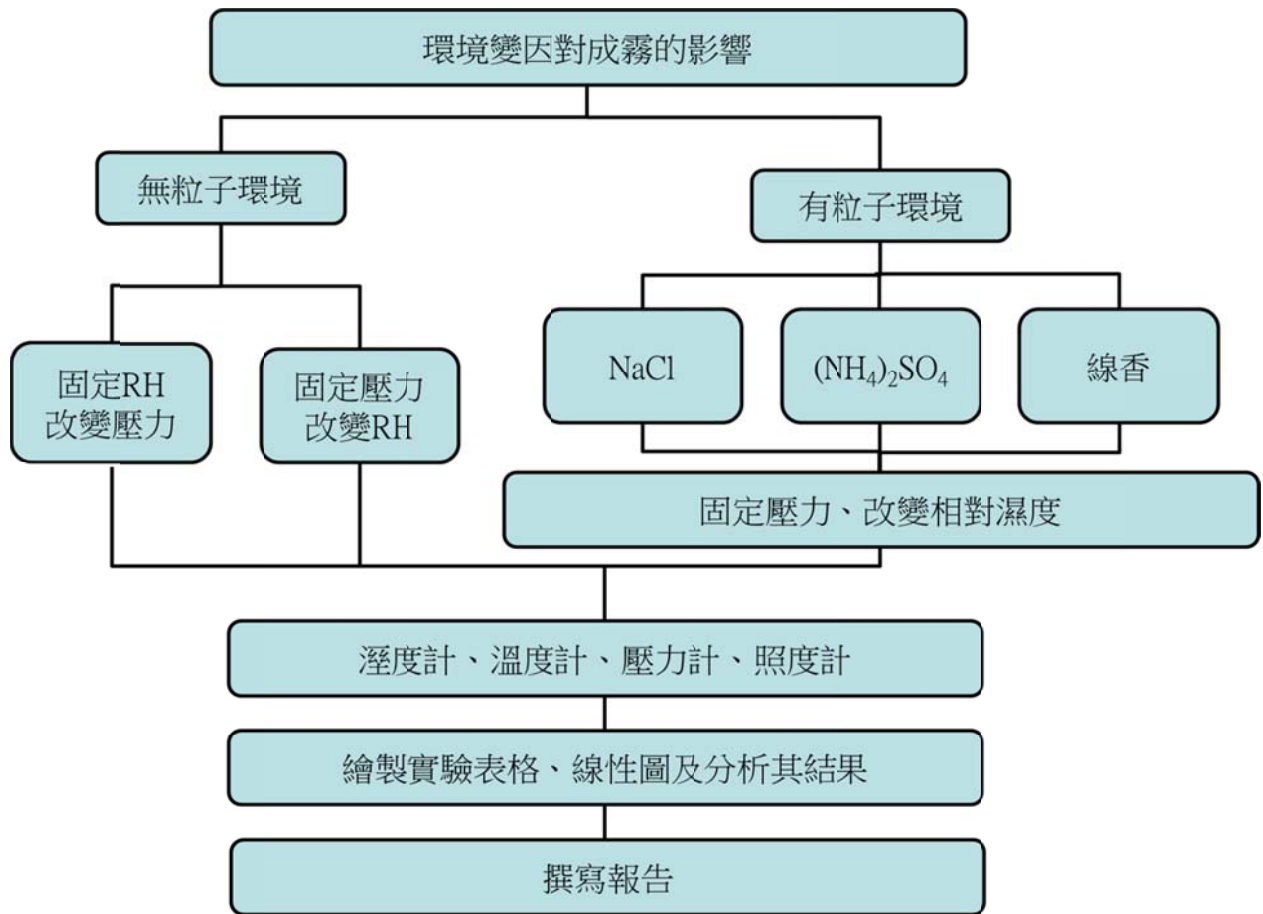 環境變因對成霧的影響
無粒子環境
有粒子環境
固定RH
改變壓力
固定壓力
改變RH
NaCl
(NH₄)₂SO₄
線香
固定壓力、改變相對濕度
溼度計、溫度計、壓力計、照度計
繪製實驗表格、線性圖及分析其結果
撰寫報告